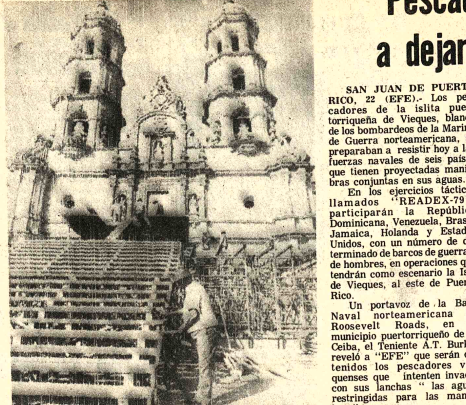 Pescad
a dejar
SAN JUAN DE PUERT
RICO, 22 (EFE).- Los pe
cadores de la islita pue
torriqueña de Vieques, blanc
de los bombardeos de la Marin
de Guerra norteamericana,
preparaban a resistir hoy a la
fuerzas navales de seis país
que tienen proyectadas mani
bras conjuntas en sus aguas.
En los ejercicios táctic
llamados "READEX-79
participarán la Repúbli
Dominicana, Venezuela, Bras
Jamaica, Holanda y Estad
Unidos, con un número de
terminado de barcos de guerra
de hombres, en operaciones q
tendrán como escenario la Is
de Vieques, al este de Puer
Rico.
Un portavoz de la Ba
Naval norteamericana
Roosevelt Roads, en
municipio puertorriqueño de
Ceiba, el Teniente A.T. Burk
reveló a "EFE" que serán
tenidos los pescadores v
quenses que intenten invad
con sus lanchas " las agu
restringidas para las man